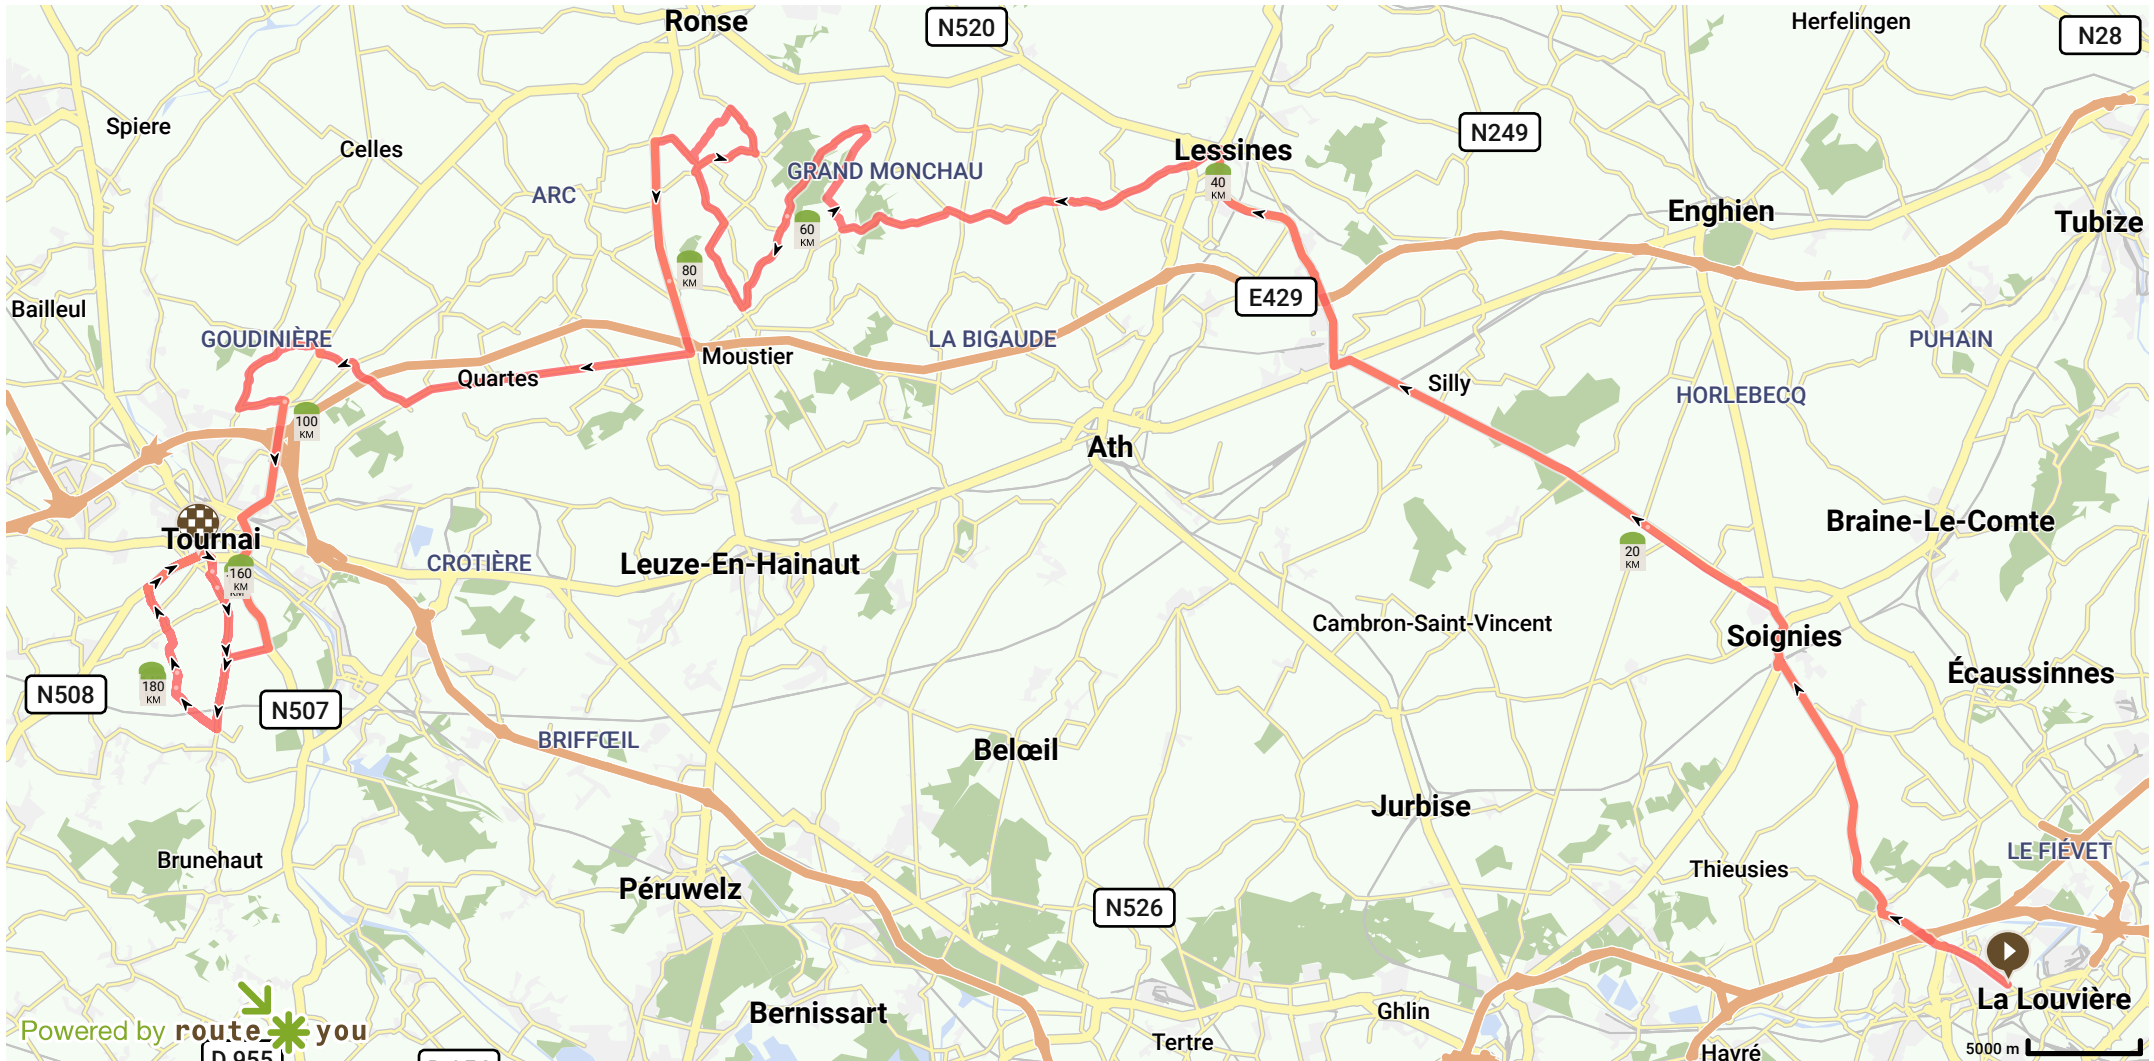 Ronse
N520
Herfelingen
N28
Spiere
Celles
N249
Lessines
GRAND MONCHAU
ARC
40
KM
Enghien
Tubize
60
KM
80
KM
E429
Bailleul
GOUDINIÈRE
LA BIGAUDE
PUHAIN
Moustier
Quartes
Silly
HORLEBECQ
100
KM
Ath
Tournai
Braine-Le-Comte
20
KM
CROTIÈRE
Leuze-En-Hainaut
160
KM
Cambron-Saint-Vincent
Soignies
Écaussinnes
180
KM
N508
N507
BRIFFŒIL
Belœil
Jurbise
Brunehaut
LE FIÉVET
Thieusies
Péruwelz
N526
La Louvière
Bernissart
Ghlin
Powered by routeyou
Tertre
5000 m
Havré
D 955